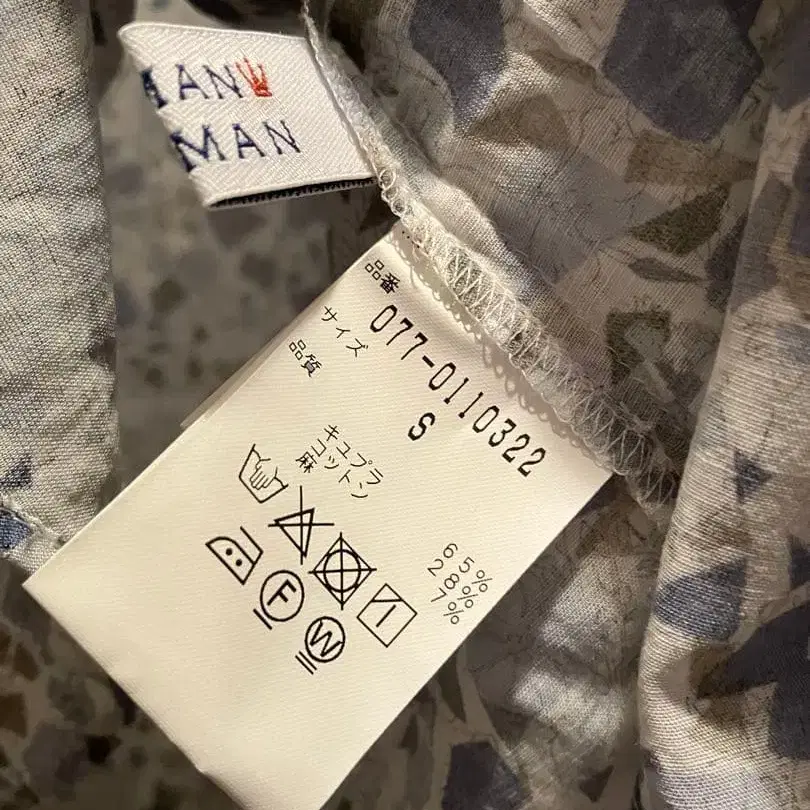 MAN
MAN
品番
077-0110322
サイズ
S
品質
キュプラ 65%
コットン 28%
麻 7%
F
W